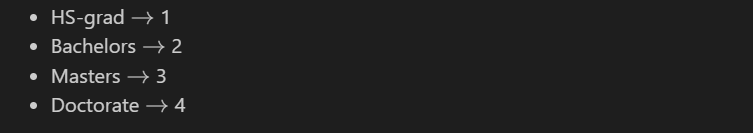 • HS-grad → 1
• Bachelors → 2
• Masters → 3
• Doctorate → 4